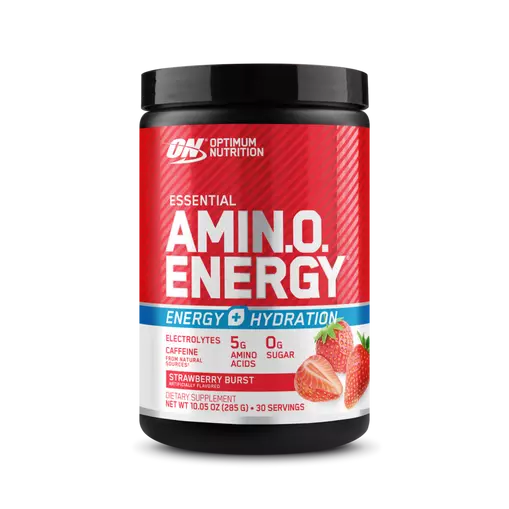 ON® OPTIMUM
NUTRITION
ESSENTIAL
AMIN.O.
ENERGY
ENERGY + HYDRATION
ELECTROLYTES
CAFFEINE
FROM NATURAL
SOURCES†
5G
AMINO
ACIDS
0G
SUGAR
STRAWBERRY BURST
ARTIFICIALLY FLAVORED
DIETARY SUPPLEMENT
NET WT 10.05 OZ (285 G) • 30 SERVINGS